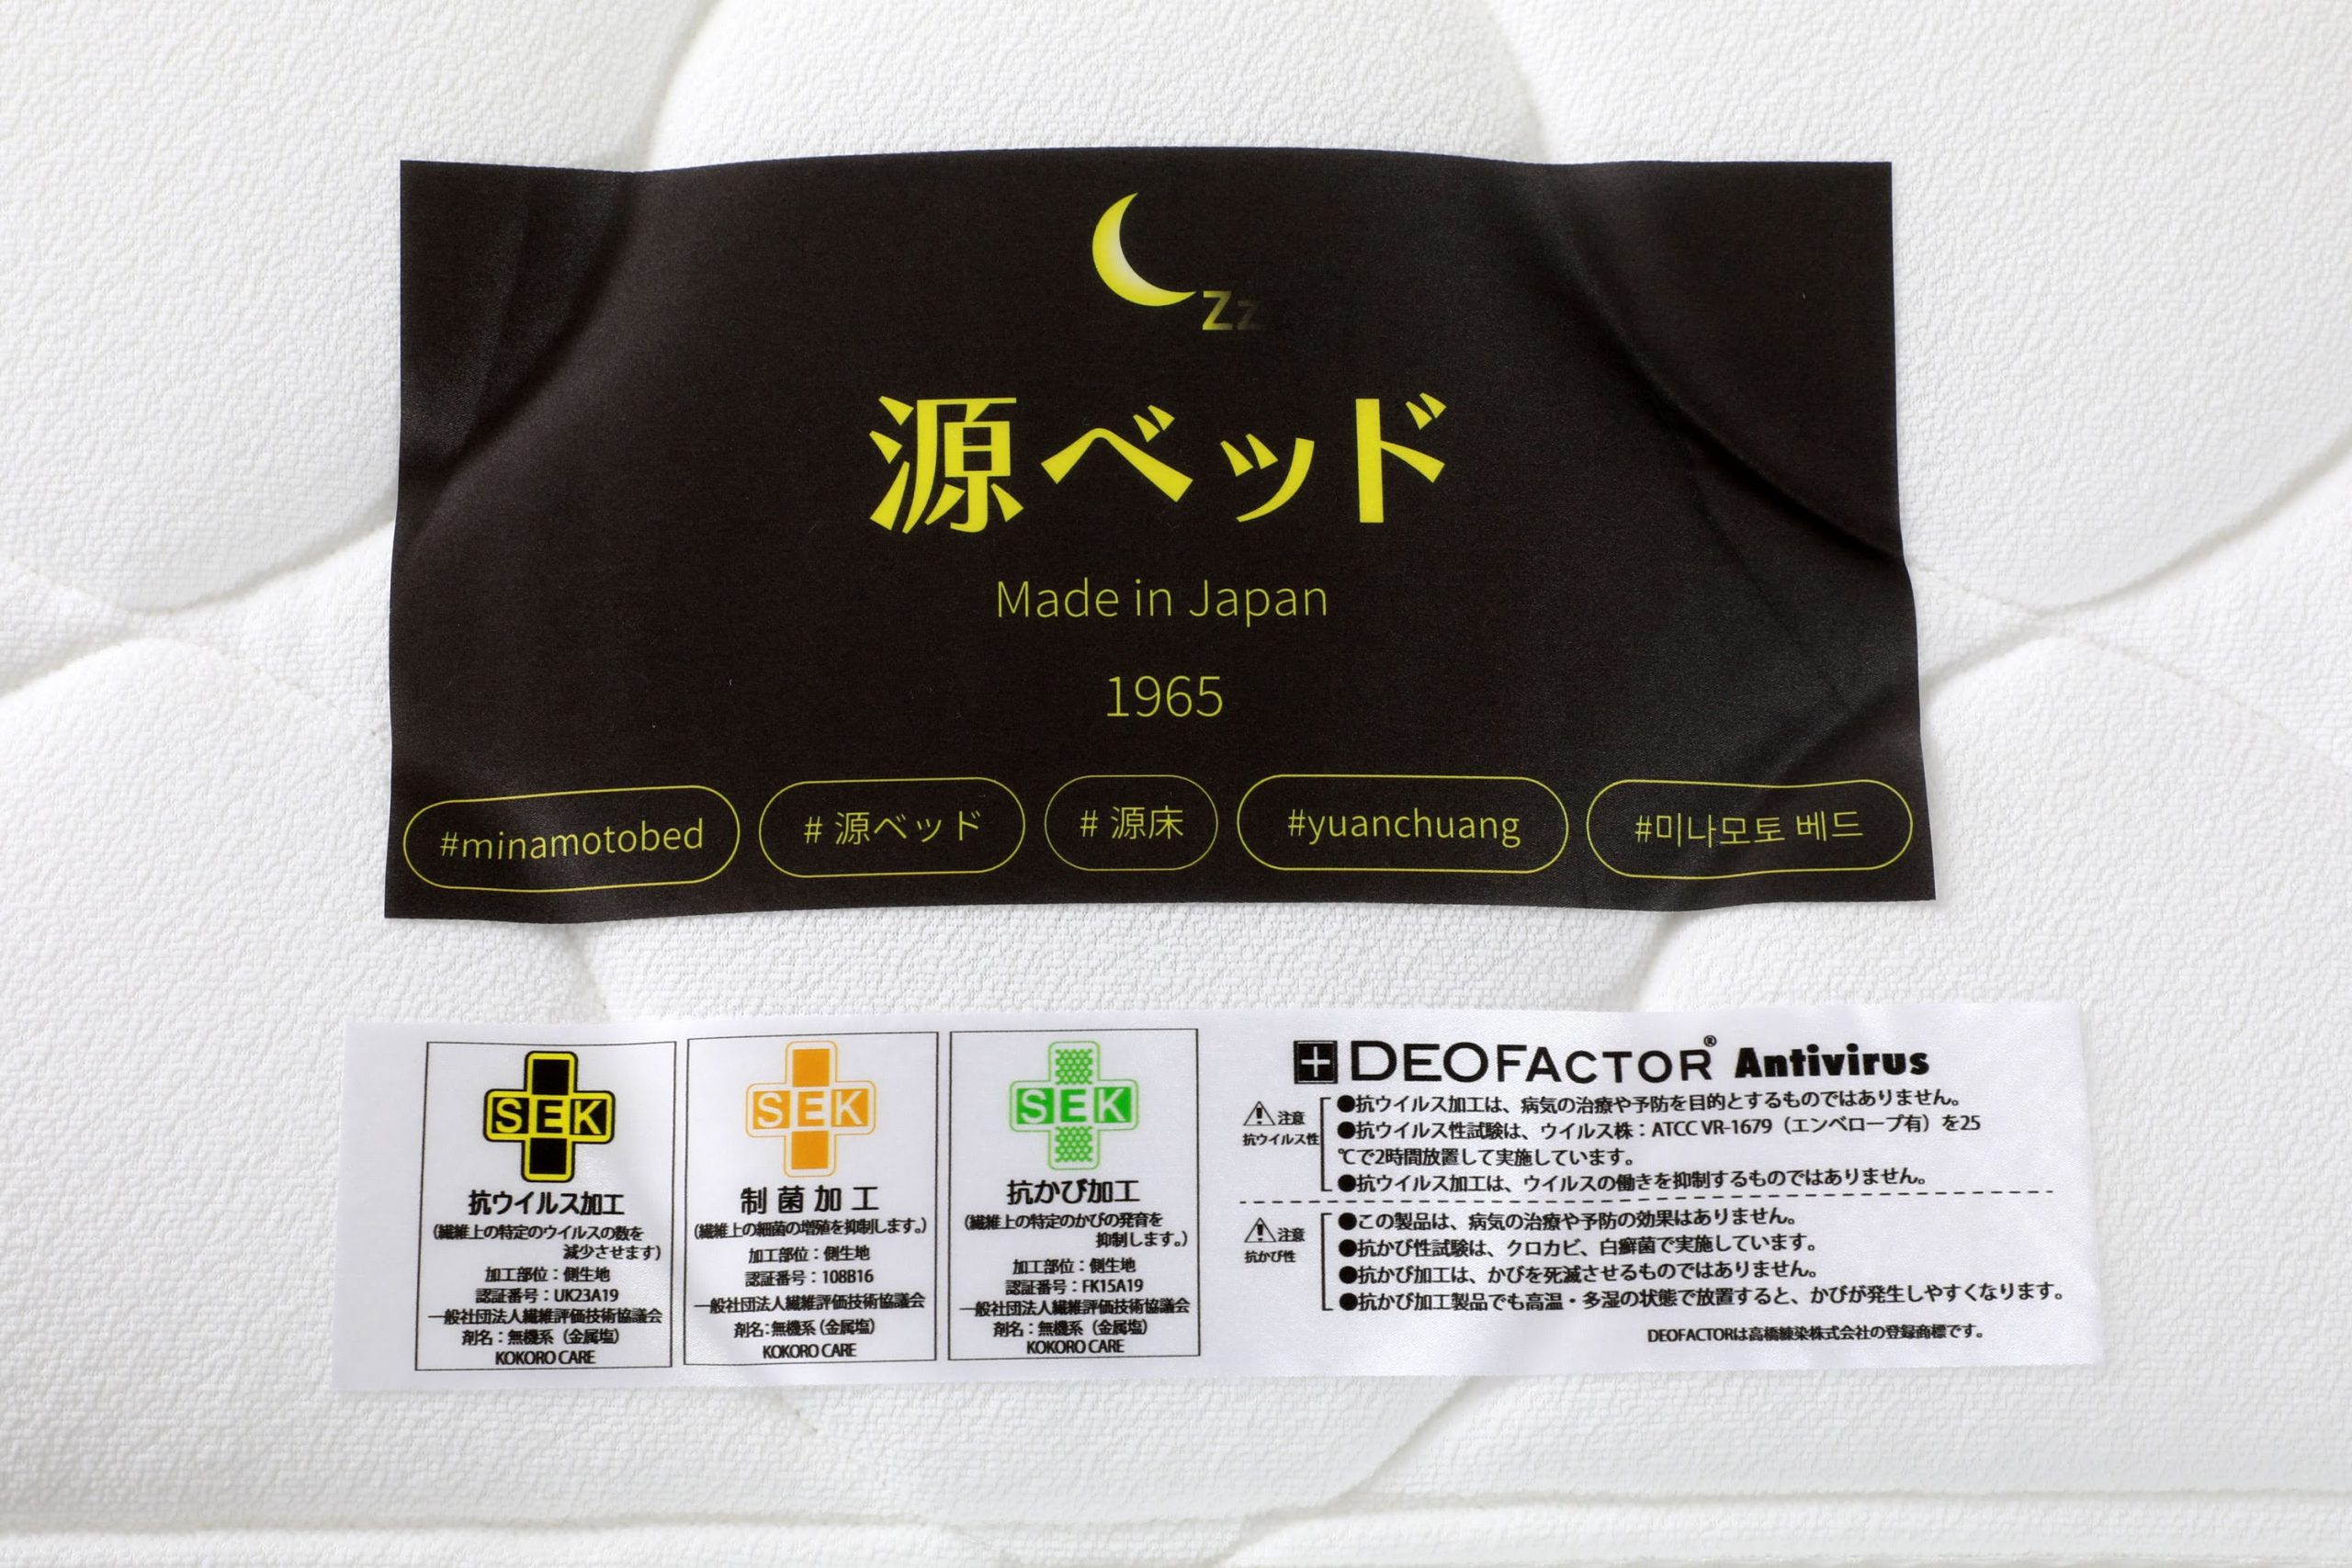 Zz
源ベッド
Made in Japan
1965
#minamotobed
# 源ベッド
# 源床
#yuanchuang
#미나모토 베드
SEK
抗ウイルス加工
(繊維上の特定のウイルスの数を
減少させます)
加工部位：側生地
認証番号：UK23A19
一般社団法人繊維評価技術協議会
剤名：無機系（金属塩）
KOKORO CARE
SEK
制菌加工
(繊維上の細菌の増殖を抑制します。)
加工部位：側生地
認証番号：108B16
一般社団法人繊維評価技術協議会
剤名：無機系（金属塩）
KOKORO CARE
SEK
抗かび加工
(繊維上の特定のかびの発育を
抑制します。)
加工部位：側生地
認証番号：FK15A19
一般社団法人繊維評価技術協議会
剤名：無機系（金属塩）
KOKORO CARE
DEOFACTOR® Antivirus
注意
抗ウイルス性
●抗ウイルス加工は、病気の治療や予防を目的とするものではありません。
●抗ウイルス性試験は、ウイルス株：ATCC VR-1679（エンベロープ有）を25
℃で2時間放置して実施しています。
●抗ウイルス加工は、ウイルスの働きを抑制するものではありません。
注意
抗かび性
●この製品は、病気の治療や予防の効果はありません。
●抗かび性試験は、クロカビ、白癬菌で実施しています。
●抗かび加工は、かびを死滅させるものではありません。
●抗かび加工製品でも高温・多湿の状態で放置すると、かびが発生しやすくなります。
DEOFACTORは高橋練染株式会社の登録商標です。